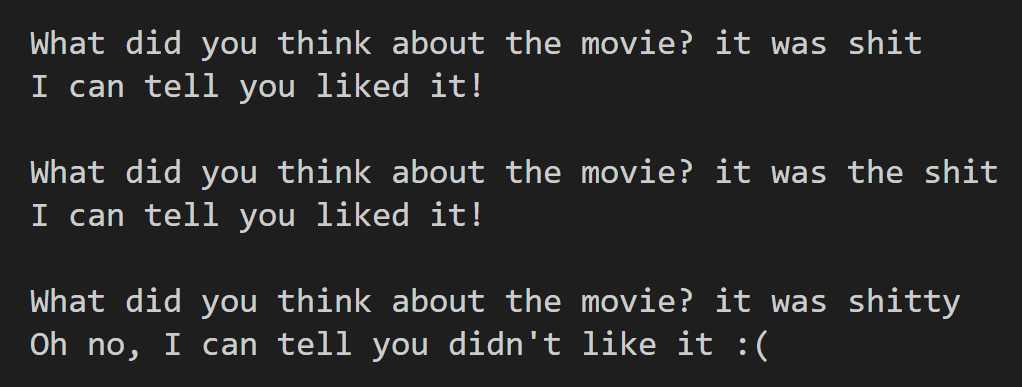 What did you think about the movie? it was shit
I can tell you liked it!
What did you think about the movie? it was the shit
I can tell you liked it!
What did you think about the movie? it was shitty
Oh no, I can tell you didn't like it :(